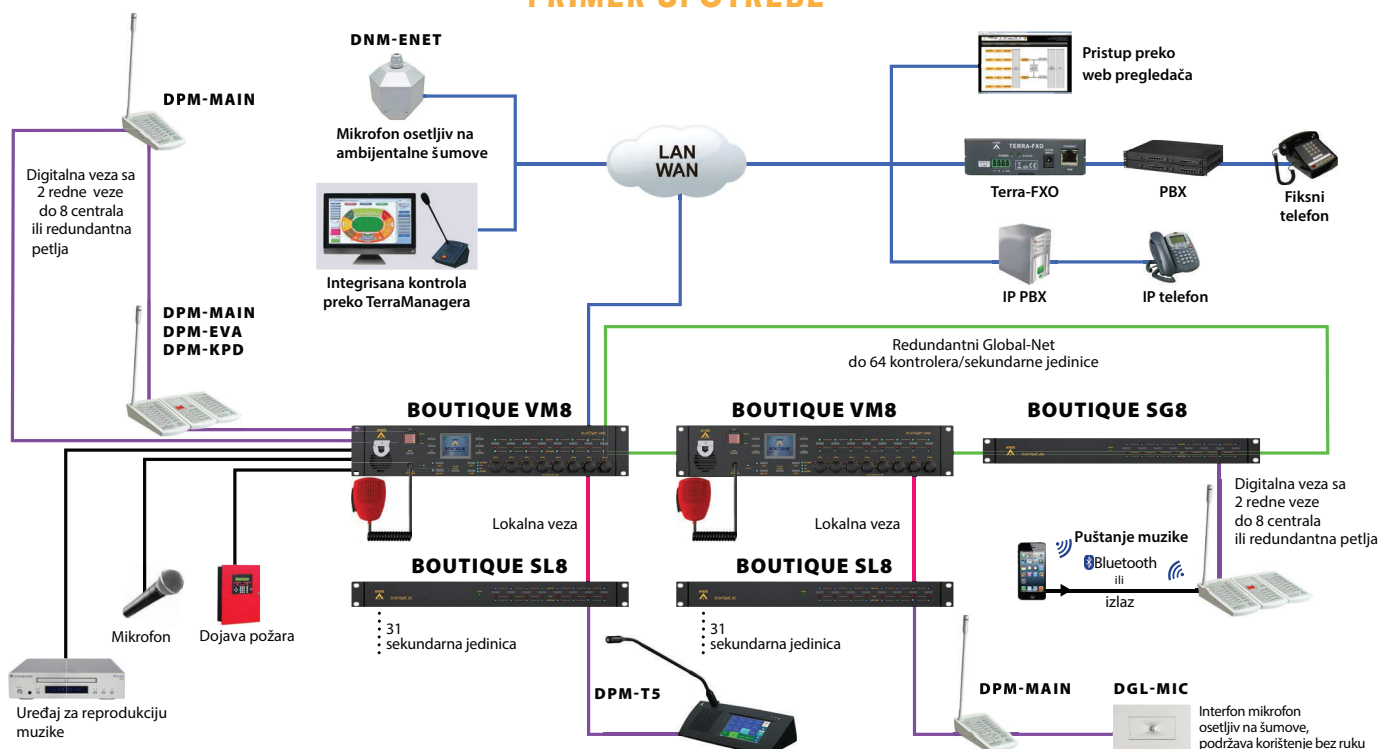 PRIMER UPOTREBE
DNM-ENET
Mikrofon osetljiv na
ambijentalne šumove
DPM-MAIN
Digitalna veza sa
2 redne veze
do 8 centrala
ili redundantna
petlja
Integrisana kontrola
preko TerraManagera
LAN
WAN
Pristup preko
web pregledača
TERRA-FXO
Terra-FXO
PBX
Fiksni
telefon
IP PBX
IP telefon
DPM-MAIN
DPM-EVA
DPM-KPD
Redundantni Global-Net
do 64 kontrolera/sekundarne jedinice
BOUTIQUE VM8
BOUTIQUE VM8
BOUTIQUE SG8
Lokalna veza
Lokalna veza
Digitalna veza sa
2 redne veze
do 8 centrala
ili redundantna petlja
BOUTIQUE SL8
BOUTIQUE SL8
Puštanje muzike
Bluetooth
ili
izlaz
31
sekundarna jedinica
31
sekundarna jedinica
Mikrofon
Dojava požara
Uređaj za reprodukciju
muzike
DPM-T5
DPM-MAIN
DGL-MIC
Interfon mikrofon
osetljiv na šumove,
podržava korištenje bez ruku